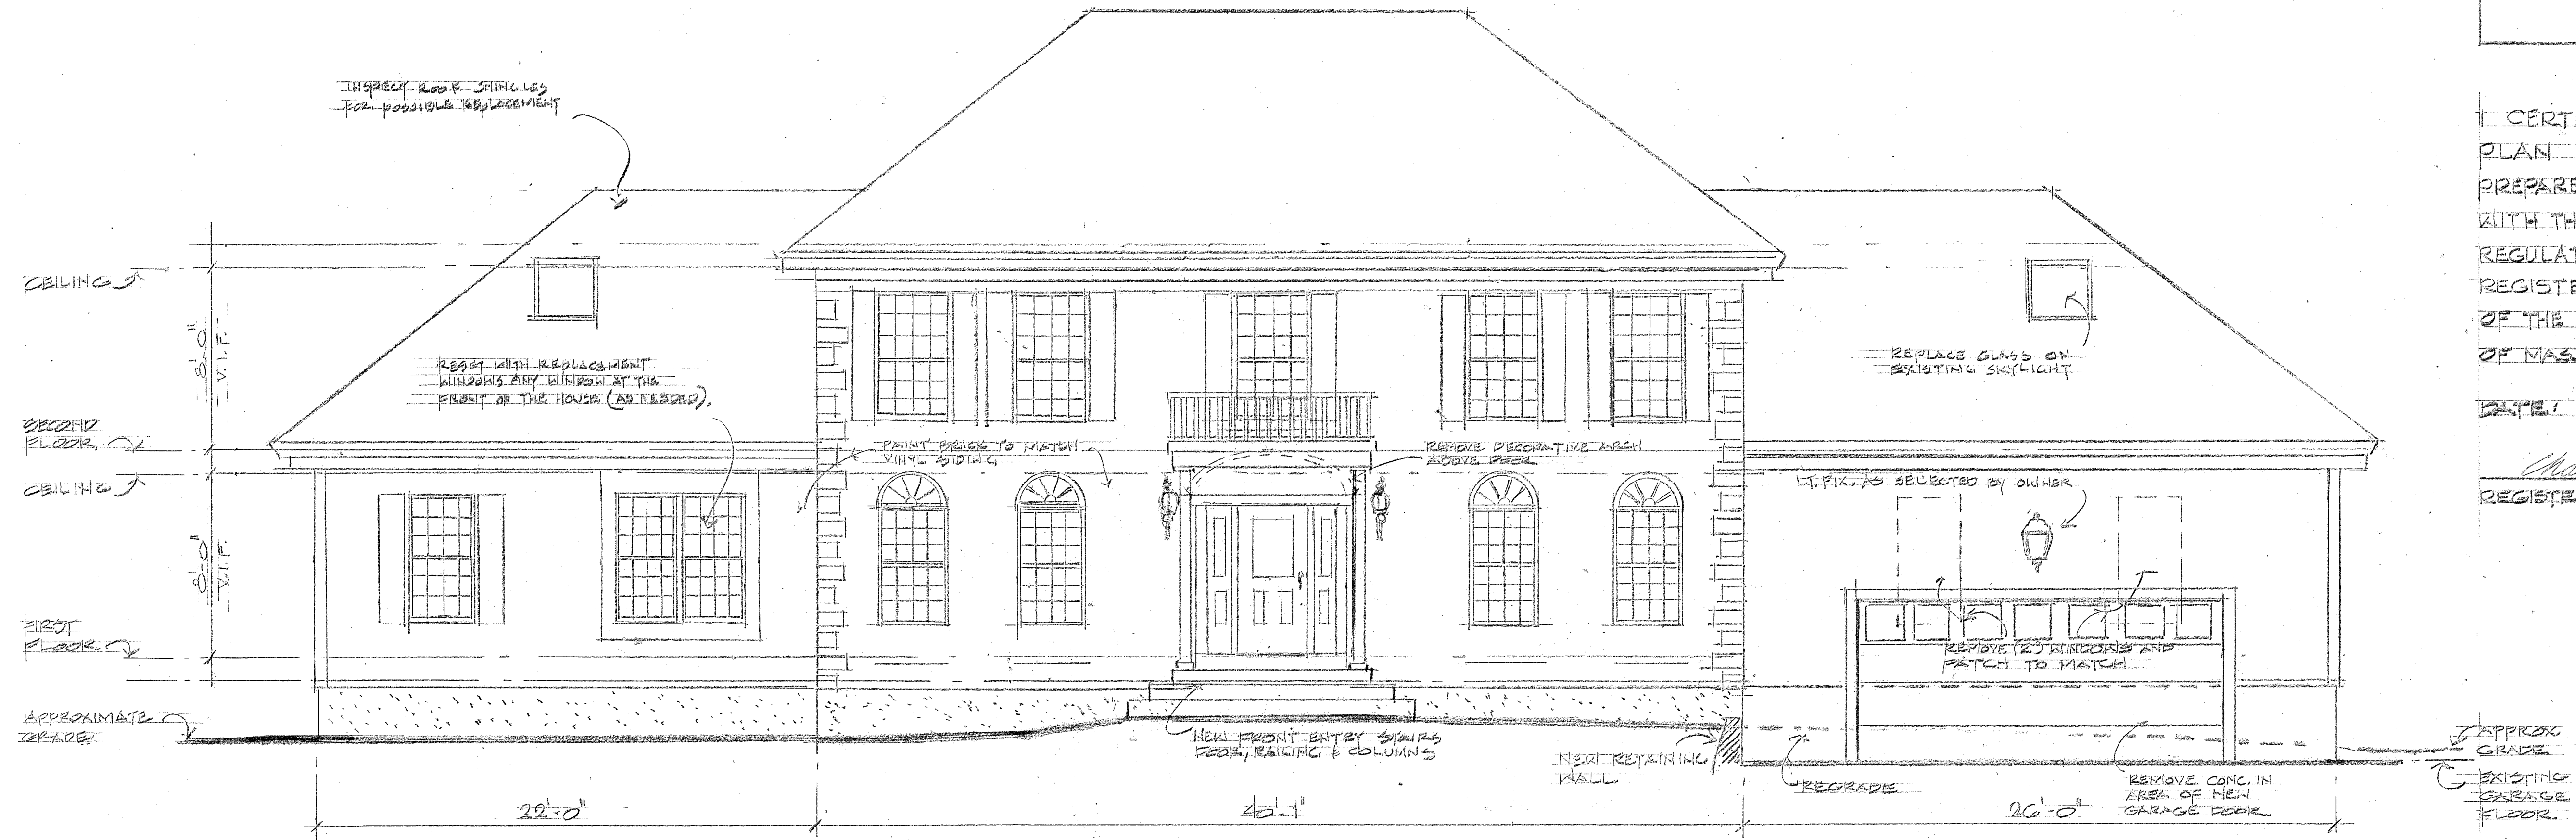 INSPECT ROOF SHINGLES
FOR POSSIBLE REPLACEMENT
CEILING
8'-0"
V.I.F.
RESET WITH REPLACEMENT
WINDOWS ANY WINDOW AT THE
FRONT OF THE HOUSE (AS NEEDED).
SECOND
FLOOR
CEILING
8'-0"
V.I.F.
FIRST
FLOOR
APPROXIMATE
GRADE
PAINT BRICK TO MATCH
VINYL SIDING
REMOVE DECORATIVE ARCH
ABOVE DOOR
REPLACE GLASS ON
EXISTING SKYLIGHT
LT. FIX. AS SELECTED BY OWNER
REMOVE (2) WINDOWS AND
PATCH TO MATCH
NEW FRONT ENTRY STAIRS
DOOR, RAILING & COLUMNS
NEW RETAINING
WALL
REGRADE
REMOVE CONC. IN
AREA OF NEW
GARAGE DOOR
APPROX
GRADE
EXISTING
GARAGE
FLOOR
22'-0"
40'-1"
26'-0"
I CERT
PLAN
PREPARE
WITH TH
REGULAT
REGISTE
OF THE
OF MAS
DATE:
Cha
REGISTE